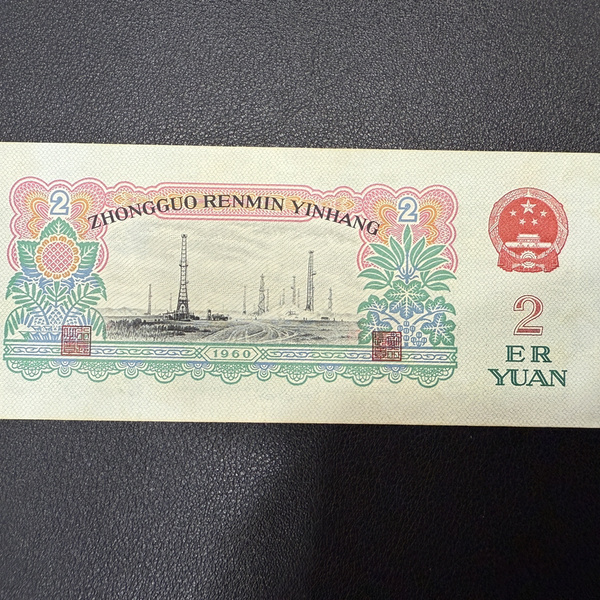 2
ZHONGGUO RENMIN YINHANG
2
1960
2
ER
YUAN